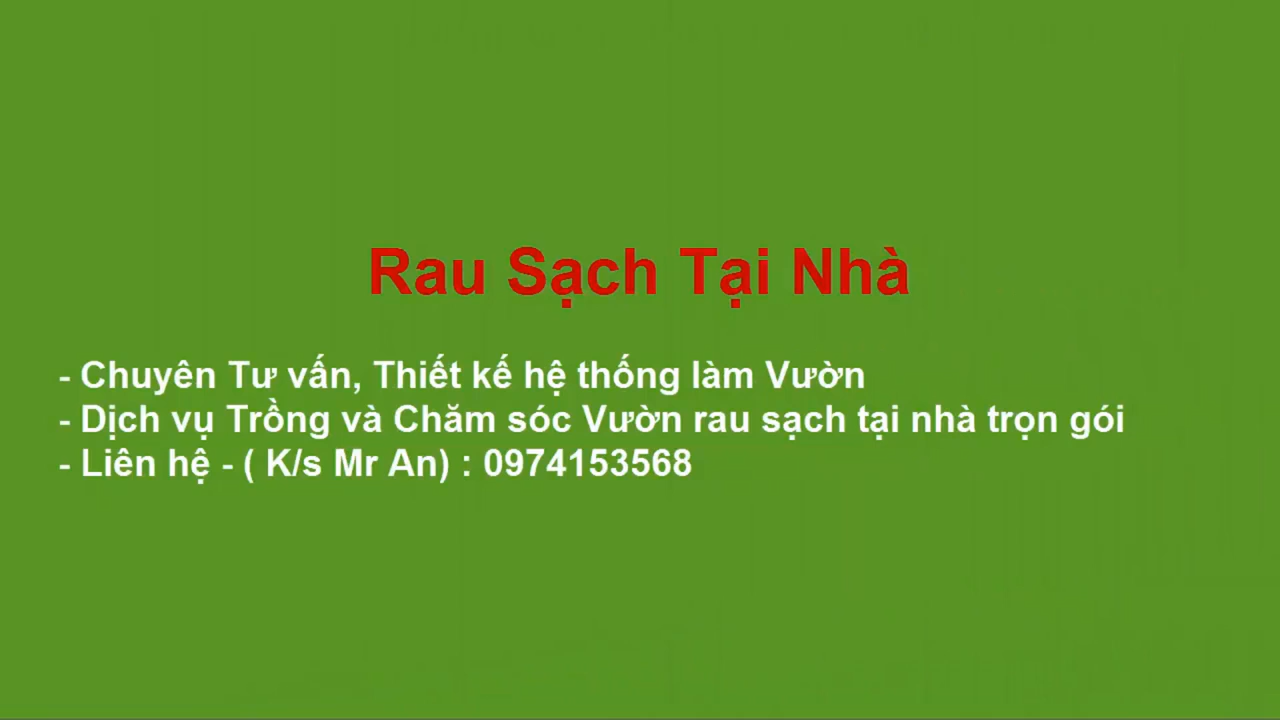 Rau Sạch Tại Nhà
- Chuyên Tư vấn, Thiết kế hệ thống làm Vườn
- Dịch vụ Trồng và Chăm sóc Vườn rau sạch tại nhà trọn gói
- Liên hệ - ( K/s Mr An) : 0974153568